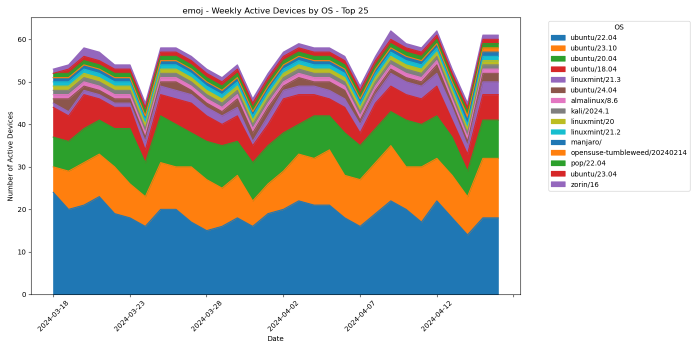 emoj - Weekly Active Devices by OS - Top 25
Number of Active Devices
60
50
40
30
20
10
0
2024-03-18
2024-03-23
2024-03-28
2024-04-02
2024-04-07
2024-04-12
Date
OS
ubuntu/22.04
ubuntu/23.10
ubuntu/20.04
ubuntu/18.04
linuxmint/21.3
ubuntu/24.04
almalinux/8.6
kali/2024.1
linuxmint/20
linuxmint/21.2
manjaro/
opensuse-tumbleweed/20240214
pop/22.04
ubuntu/23.04
zorin/16